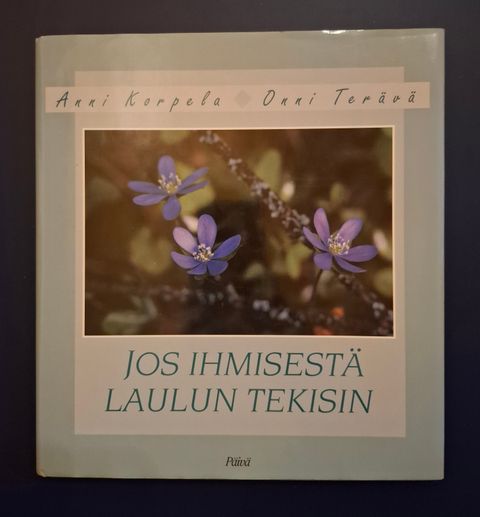 Anni Korpela ◆ Onni Terävä
JOS IHMISESTÄ
LAULUN TEKISIN
Päivä